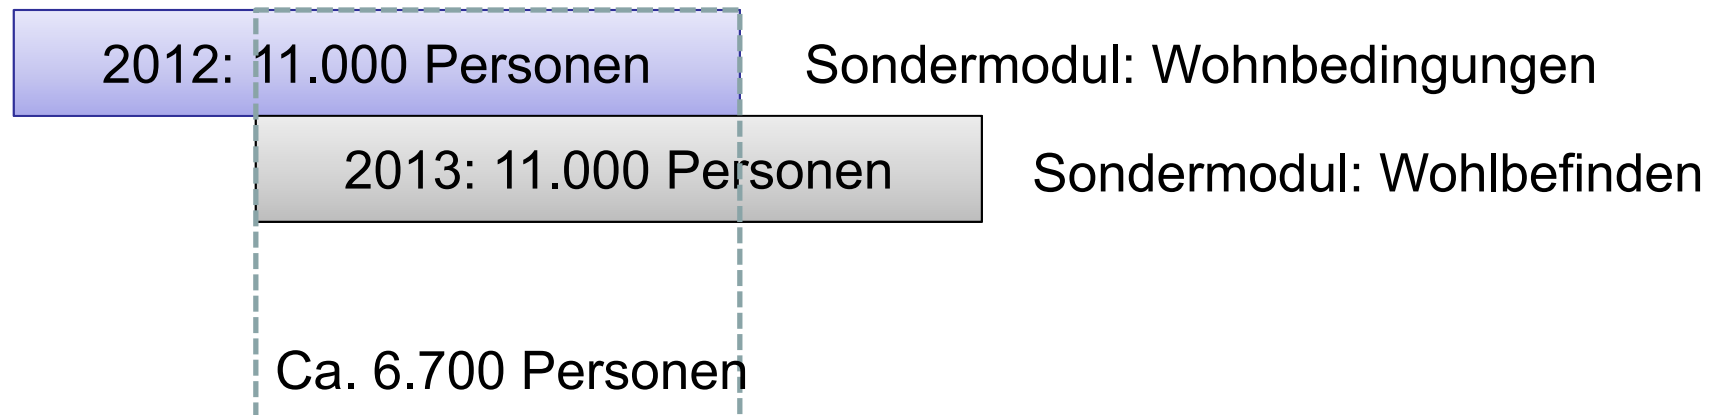 2012: 11.000 Personen
Sondermodul: Wohnbedingungen
2013: 11.000 Personen
Sondermodul: Wohlbefinden
Ca. 6.700 Personen